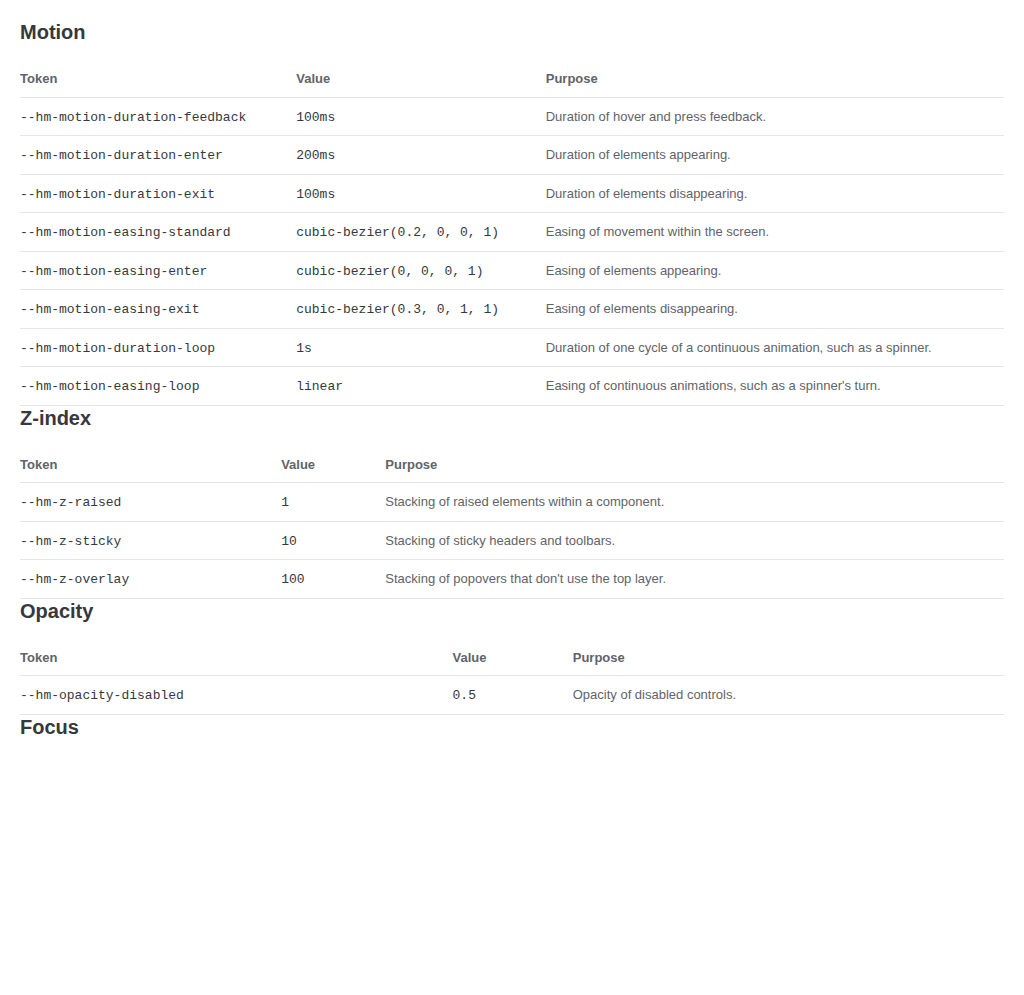 Motion
Token Value Purpose
--hm-motion-duration-feedback 100ms Duration of hover and press feedback.
--hm-motion-duration-enter 200ms Duration of elements appearing.
--hm-motion-duration-exit 100ms Duration of elements disappearing.
--hm-motion-easing-standard cubic-bezier(0.2, 0, 0, 1) Easing of movement within the screen.
--hm-motion-easing-enter cubic-bezier(0, 0, 0, 1) Easing of elements appearing.
--hm-motion-easing-exit cubic-bezier(0.3, 0, 1, 1) Easing of elements disappearing.
--hm-motion-duration-loop 1s Duration of one cycle of a continuous animation, such as a spinner.
--hm-motion-easing-loop linear Easing of continuous animations, such as a spinner's turn.
Z-index
Token Value Purpose
--hm-z-raised 1 Stacking of raised elements within a component.
--hm-z-sticky 10 Stacking of sticky headers and toolbars.
--hm-z-overlay 100 Stacking of popovers that don't use the top layer.
Opacity
Token Value Purpose
--hm-opacity-disabled 0.5 Opacity of disabled controls.
Focus